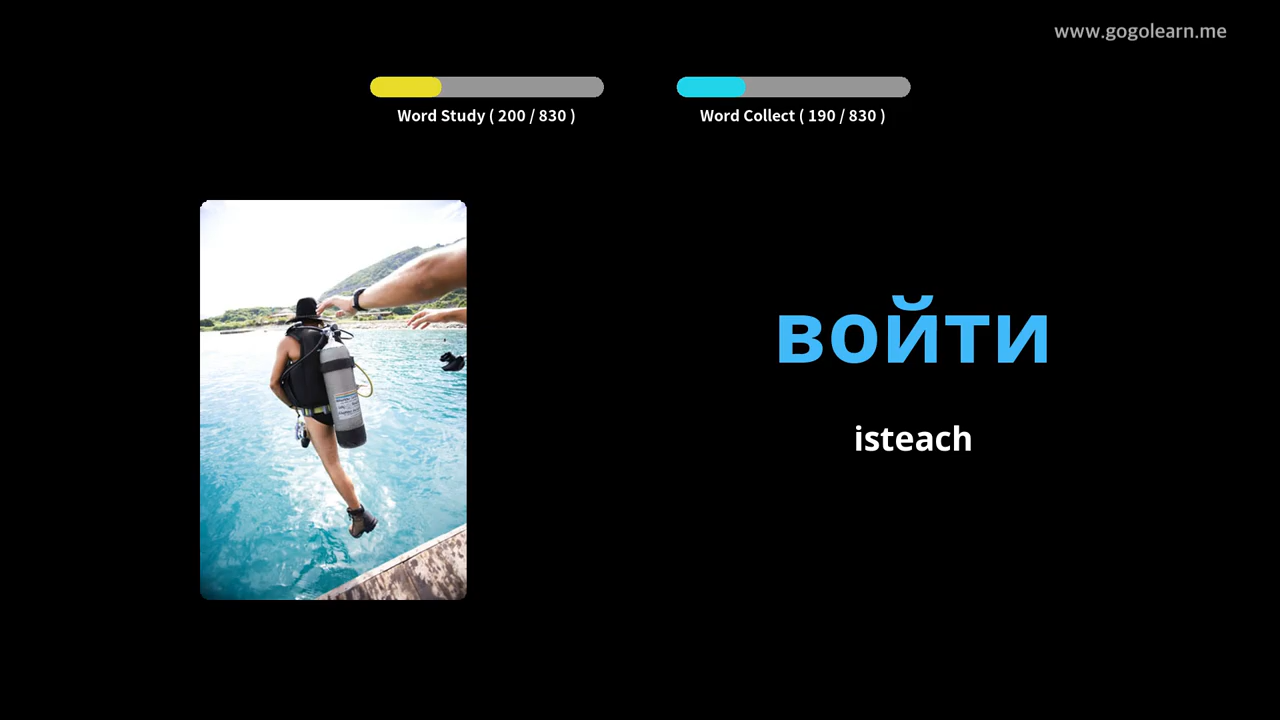 www.gogolearn.me
Word Study ( 200 / 830 )
Word Collect ( 190 / 830 )
войти
isteach